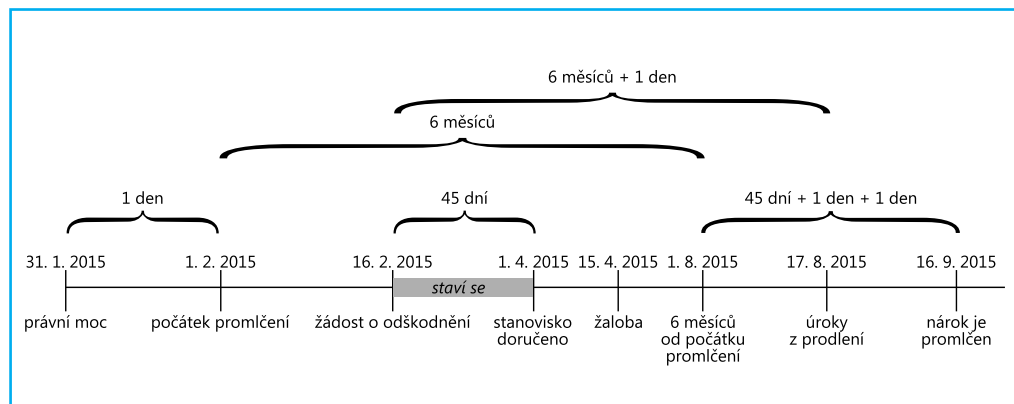 6 měsíců + 1 den
6 měsíců
1 den
45 dní
45 dní + 1 den + 1 den
31. 1. 2015
1. 2. 2015
16. 2. 2015
1. 4. 2015
15. 4. 2015
1. 8. 2015
17. 8. 2015
16. 9. 2015
staví se
právní moc
počátek promlčení
žádost o odškodnění
stanovisko
doručeno
žaloba
6 měsíců
od počátku
promlčení
úroky
z prodlení
nárok je
promlčen